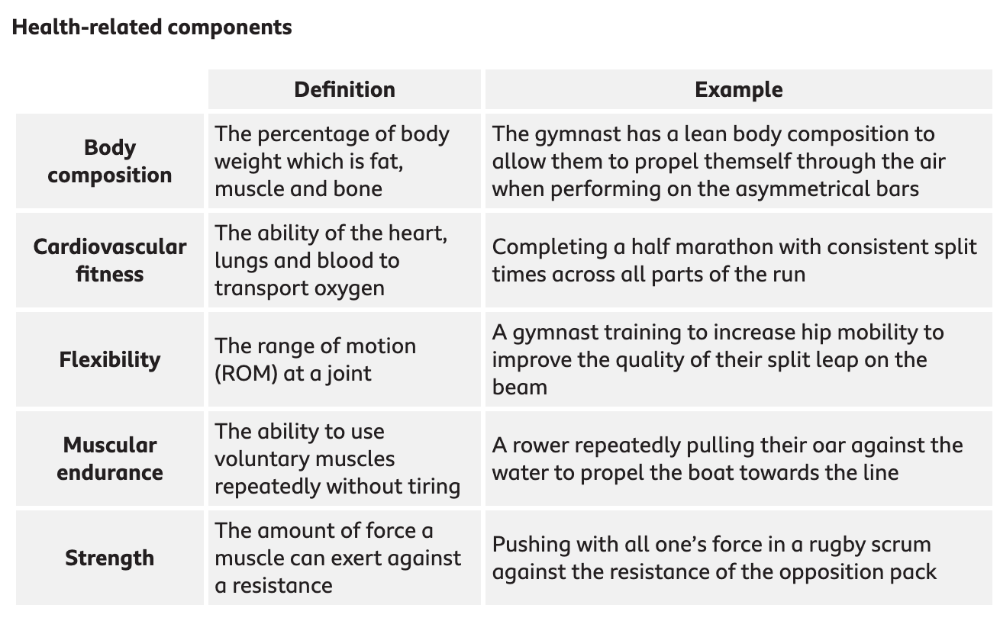 Health-related components
Definition
Example
Body
composition
The percentage of body
weight which is fat,
muscle and bone
The gymnast has a lean body composition to
allow them to propel themself through the air
when performing on the asymmetrical bars
Cardiovascular
fitness
The ability of the heart,
lungs and blood to
transport oxygen
Completing a half marathon with consistent split
times across all parts of the run
Flexibility
The range of motion
(ROM) at a joint
A gymnast training to increase hip mobility to
improve the quality of their split leap on the
beam
Muscular
endurance
The ability to use
voluntary muscles
repeatedly without tiring
A rower repeatedly pulling their oar against the
water to propel the boat towards the line
Strength
The amount of force a
muscle can exert against
a resistance
Pushing with all one’s force in a rugby scrum
against the resistance of the opposition pack